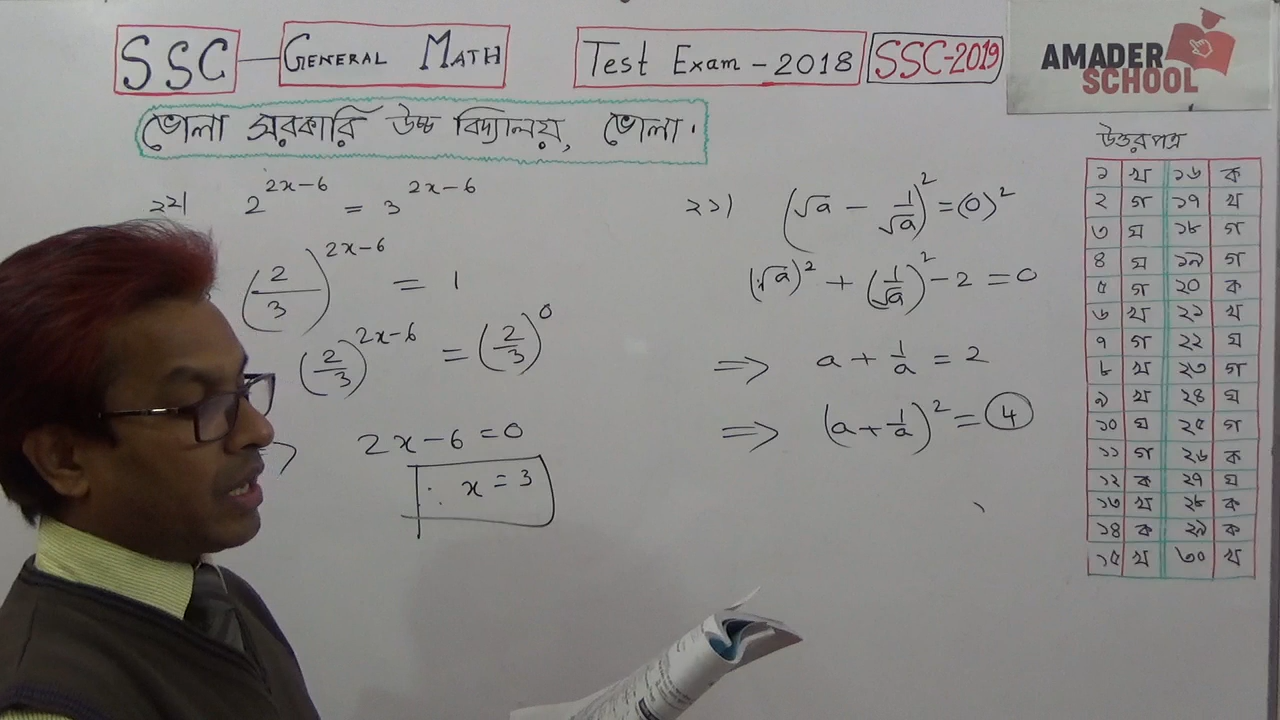 SSC - GENERAL MATH Test Exam - 2018 SSC-2019
AMADER SCHOOL
ভোলা সরকারি উচ্চ বিদ্যালয়, ভোলা.
২২) 2^{2x-6} = 3^{2x-6}
(2/3)^{2x-6} = 1
(2/3)^{2x-6} = (2/3)^0
2x-6 = 0
∴ x = 3
২১) (√a - 1/√a)^2 = (0)^2
(√a)^2 + (1/√a)^2 - 2 = 0
⇒ a + 1/a = 2
⇒ (a + 1/a)^2 = 4
উত্তরপত্র
১ খ ১৬ ক
২ গ ১৭ খ
৩ ঘ ১৮ গ
৪ ঘ ১৯ গ
৫ গ ২০ ক
৬ খ ২১ খ
৭ গ ২২ ঘ
৮ খ ২৩ গ
৯ খ ২৪ ঘ
১০ ঘ ২৫ গ
১১ গ ২৬ ক
১২ ক ২৭ ঘ
১৩ খ ২৮ ক
১৪ ক ২৯ ক
১৫ খ ৩০ খ